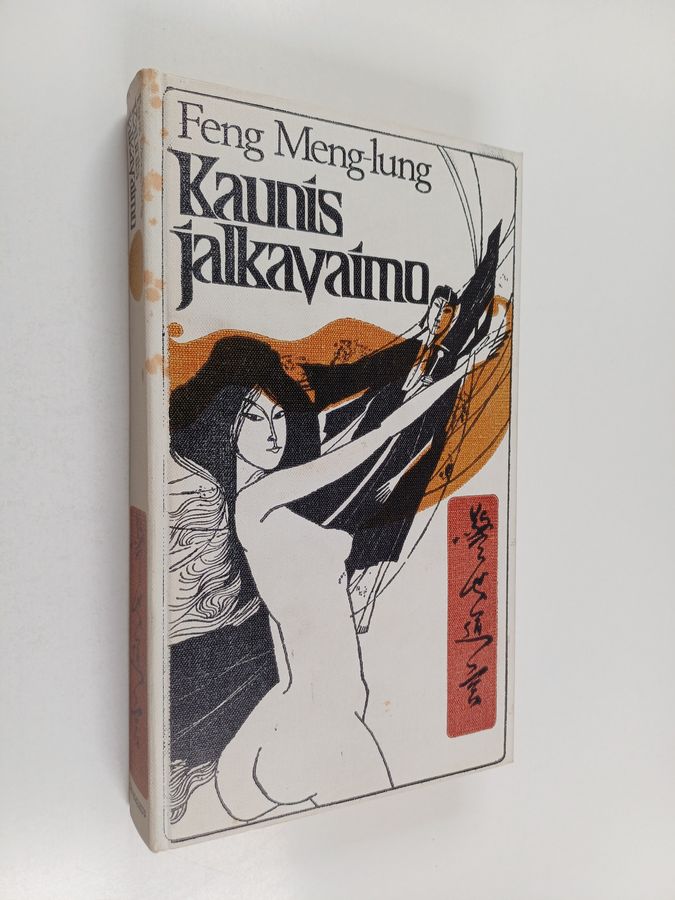 Feng Meng-lung
Kaunis
jalkavaimo
警世通言